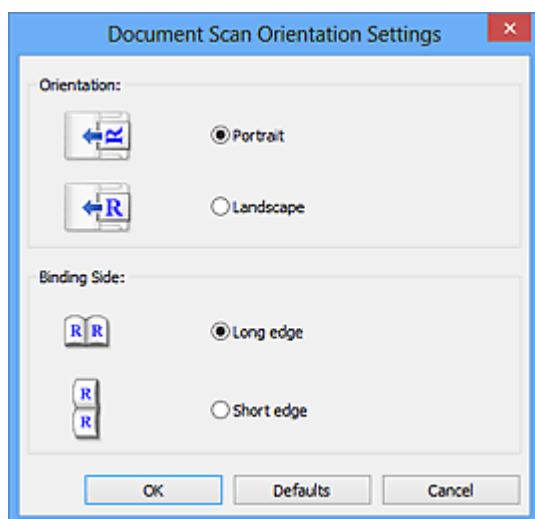 Document Scan Orientation Settings
Orientation:
R
Portrait
R
Landscape
Binding Side:
R R
Long edge
R
R
Short edge
OK Defaults Cancel